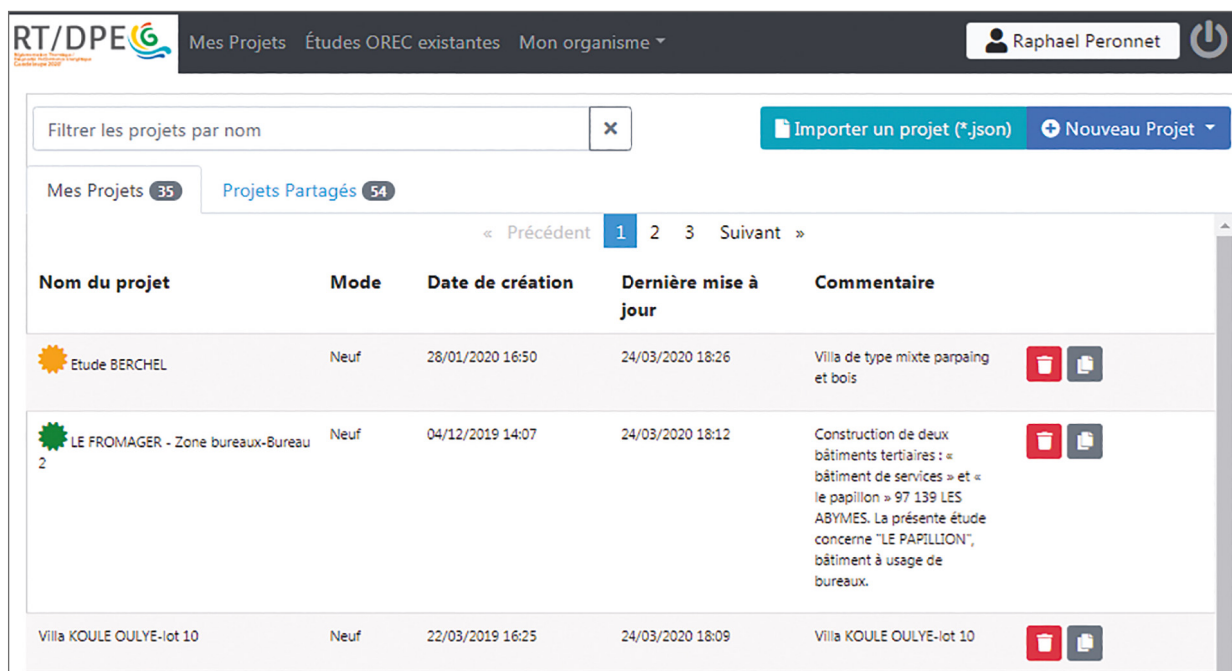 RT/DPE G
Mes Projets Études OREC existantes Mon organisme
Raphael Peronnet
Filtrer les projets par nom
Importer un projet (*.json)
Nouveau Projet
Mes Projets 35
Projets Partagés 54
« Précédent 1 2 3 Suivant »
Nom du projet Mode Date de création Dernière mise à Commentaire
jour
Etude BERCHEL Neuf 28/01/2020 16:50 24/03/2020 18:26 Villa de type mixte parpaing
et bois
LE FROMAGER - Zone bureaux-Bureau Neuf 04/12/2019 14:07 24/03/2020 18:12 Construction de deux
2 bâtiments tertiaires : «
bâtiment de services » et «
le papillon » 97 139 LES
ABYMES. La présente étude
concerne "LE PAPILLION",
bâtiment à usage de
bureaux.
Villa KOULE OULYE-lot 10 Neuf 22/03/2019 16:25 24/03/2020 18:09 Villa KOULE OULYE-lot 10